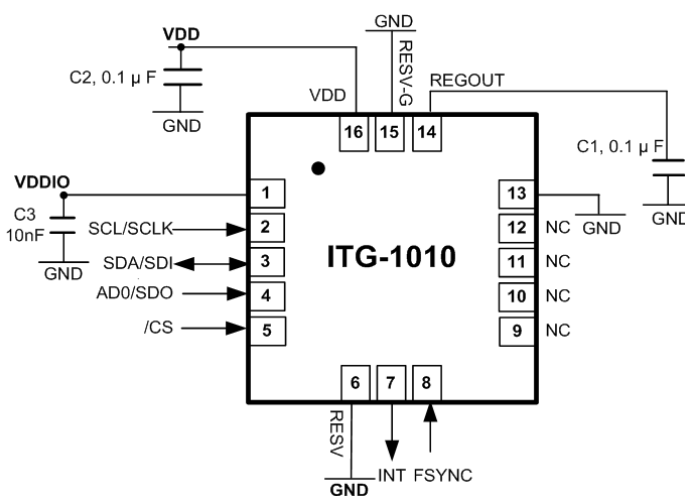 GND
VDD
C2, 0.1 µ F
GND
VDD
RESV-G
REGOUT
16
15
14
C1, 0.1 µ F
GND
VDDIO
C3
10nF
GND
1
SCL/SCLK
2
SDA/SDI
3
AD0/SDO
4
/CS
5
ITG-1010
13
GND
12
NC
11
NC
10
NC
9
NC
6
7
8
RESV
GND
INT
FSYNC